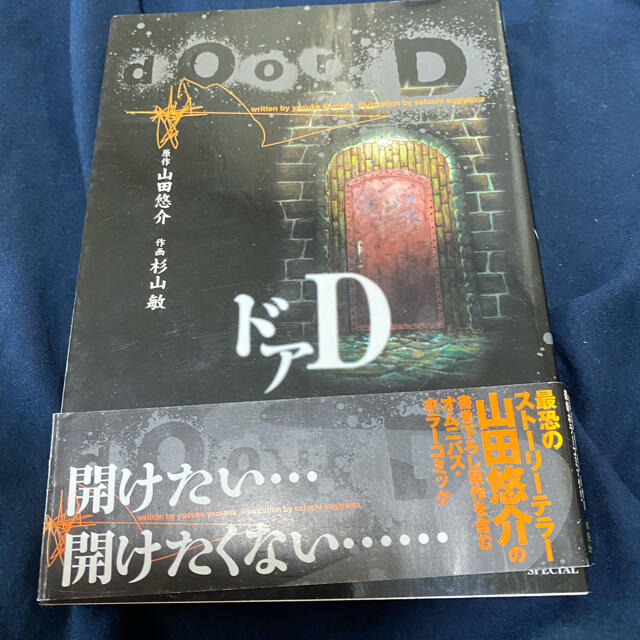 dOor D
written by yusuke yamada illustration by satoshi sugiyama
原作 山田悠介
作画 杉山 敏
ドアD
開けたい…
written by yusuke yamada illustration by satoshi sugiyama
開けたくない……
最恐の
ストーリーテラー
山田悠介の
書き下ろし原作を含む
オムニバス・
ホラーコミック
SPECIAL